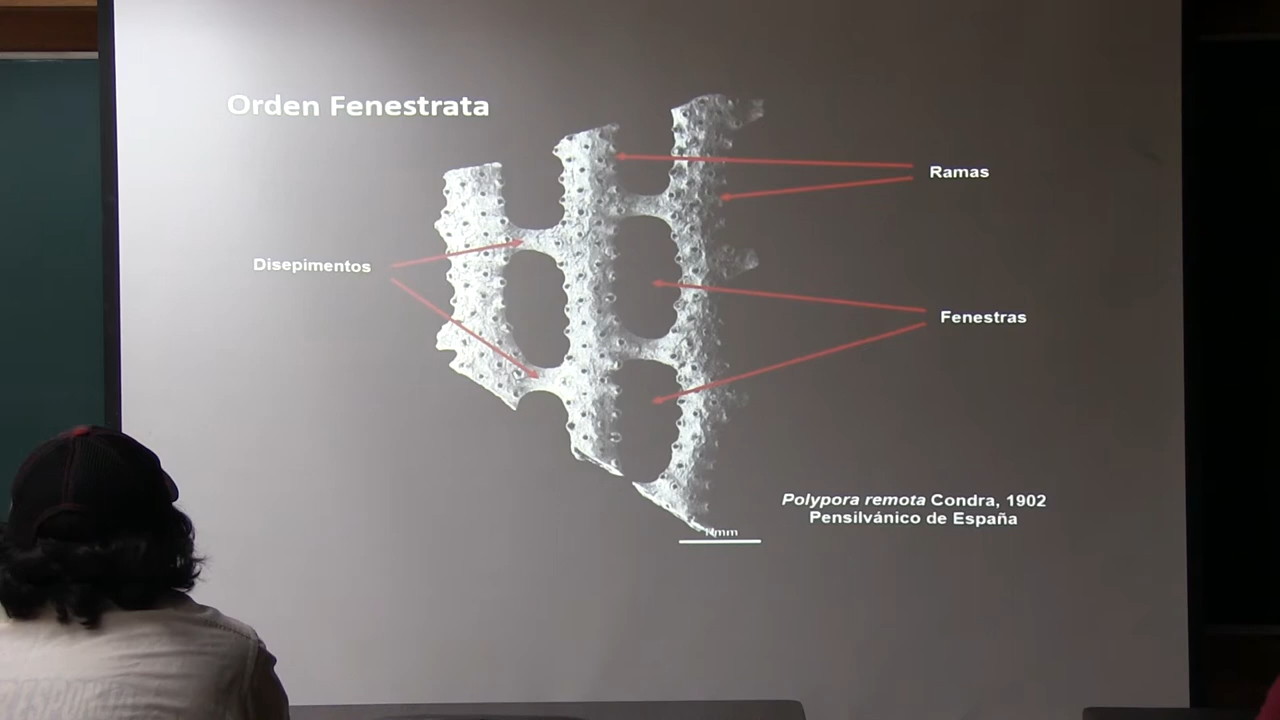 Orden Fenestrata
Ramas
Disepimentos
Fenestras
Polypora remota Condra, 1902
Pensilvánico de España